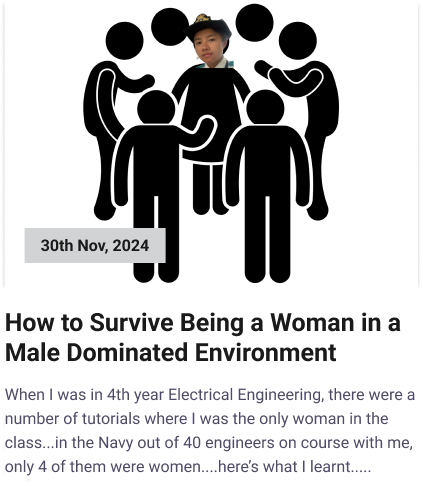 30th Nov, 2024
How to Survive Being a Woman in a
Male Dominated Environment
When I was in 4th year Electrical Engineering, there were a
number of tutorials where I was the only woman in the
class...in the Navy out of 40 engineers on course with me,
only 4 of them were women....here’s what I learnt.....